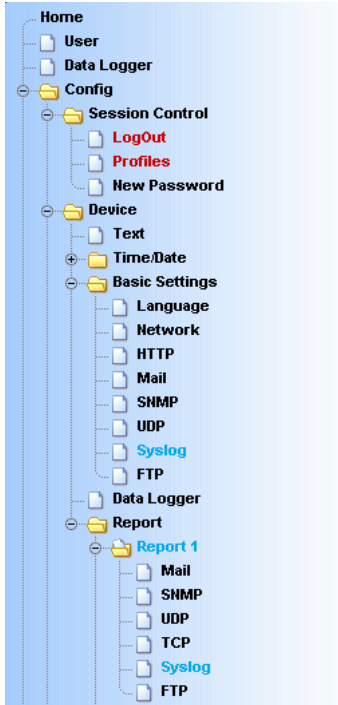 Home
User
Data Logger
Config
Session Control
LogOut
Profiles
New Password
Device
Text
Time/Date
Basic Settings
Language
Network
HTTP
Mail
SNMP
UDP
Syslog
FTP
Data Logger
Report
Report 1
Mail
SNMP
UDP
TCP
Syslog
FTP